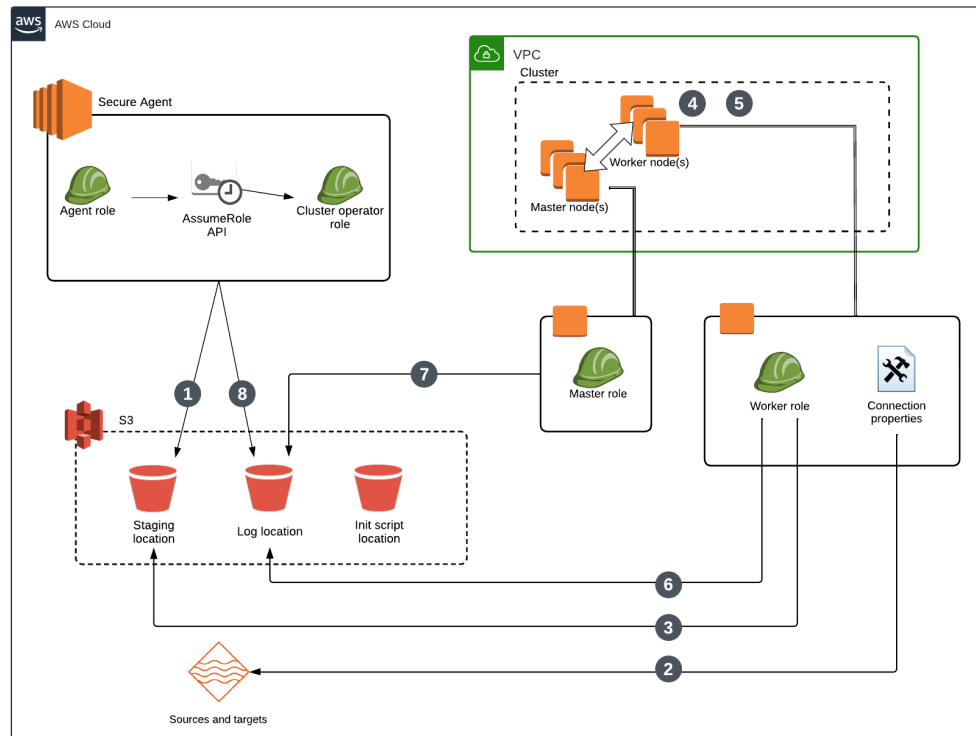 aws
AWS Cloud
VPC
Cluster
Secure Agent
4
5
Worker node(s)
Agent role
AssumeRole
API
Cluster operator
role
Master node(s)
1
8
7
Master role
Worker role
Connection
properties
S3
Staging
location
Log location
Init script
location
6
3
2
Sources and targets